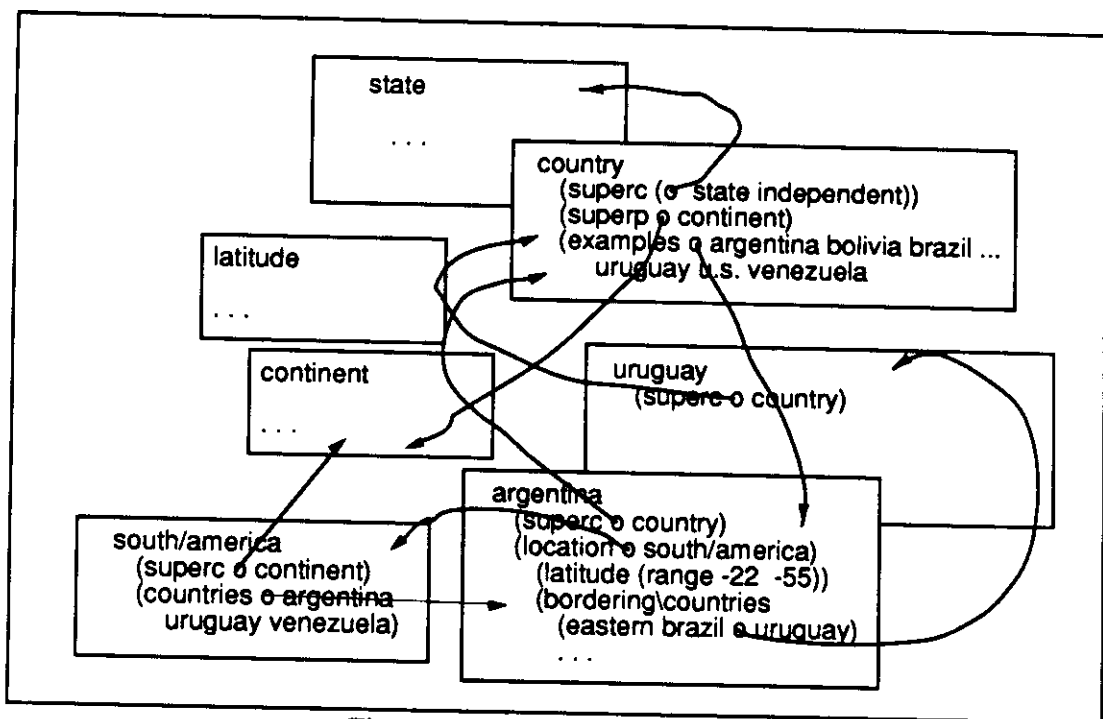 state
. . .
country
(superc (o state independent))
(superp o continent)
(examples o argentina bolivia brazil ...
uruguay u.s. venezuela
latitude
. . .
continent
. . .
uruguay
(superc o country)
argentina
(superc o country)
(location o south/america)
(latitude (range -22 -55))
(bordering\countries
(eastern brazil o uruguay)
. . .
south/america
(superc o continent)
(countries o argentina
uruguay venezuela)